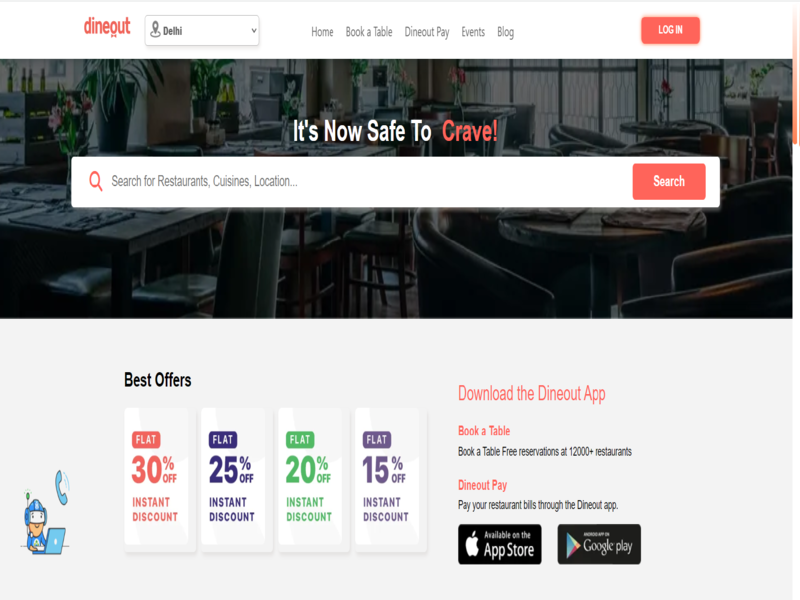 dineout
Delhi
Home Book a Table Dineout Pay Events Blog
LOG IN
It's Now Safe To Crave!
Search for Restaurants, Cuisines, Location...
Search
Best Offers
FLAT
30% OFF
INSTANT
DISCOUNT
FLAT
25% OFF
INSTANT
DISCOUNT
FLAT
20% OFF
INSTANT
DISCOUNT
FLAT
15% OFF
INSTANT
DISCOUNT
Download the Dineout App
Book a Table
Book a Table Free reservations at 12000+ restaurants
Dineout Pay
Pay your restaurant bills through the Dineout app.
Available on the
App Store
ANDROID APP ON
Google play